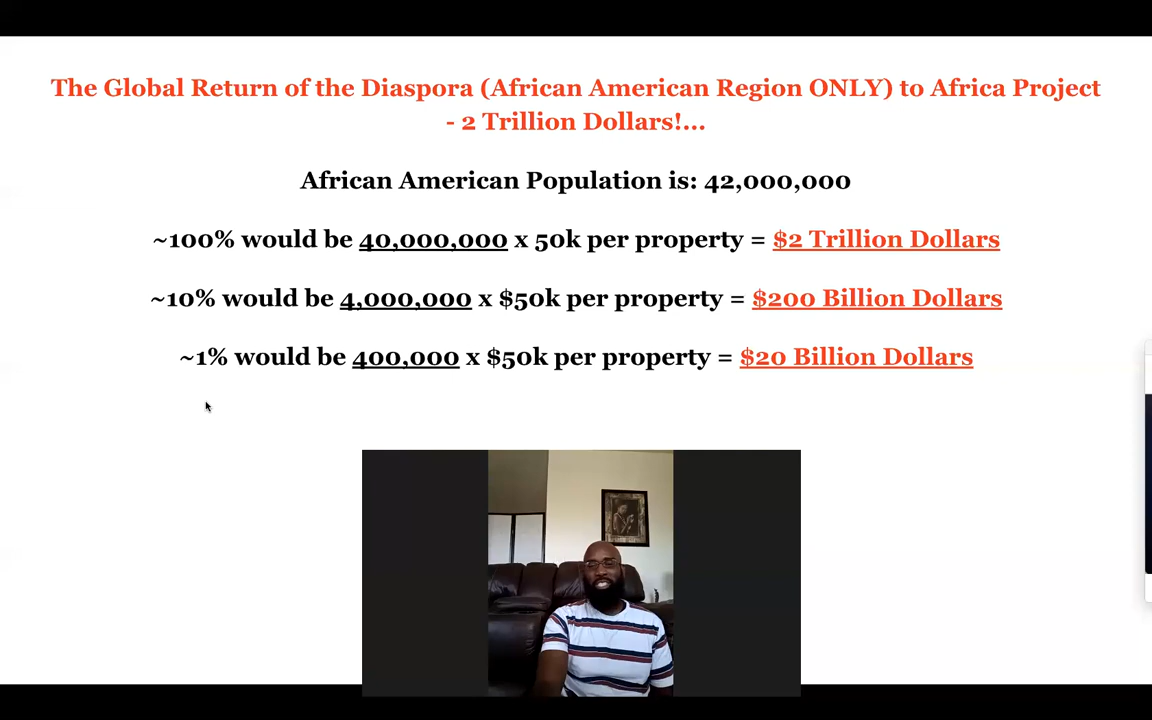 The Global Return of the Diaspora (African American Region ONLY) to Africa Project
- 2 Trillion Dollars!...
African American Population is: 42,000,000
~100% would be 40,000,000 x 50k per property = $2 Trillion Dollars
~10% would be 4,000,000 x $50k per property = $200 Billion Dollars
~1% would be 400,000 x $50k per property = $20 Billion Dollars